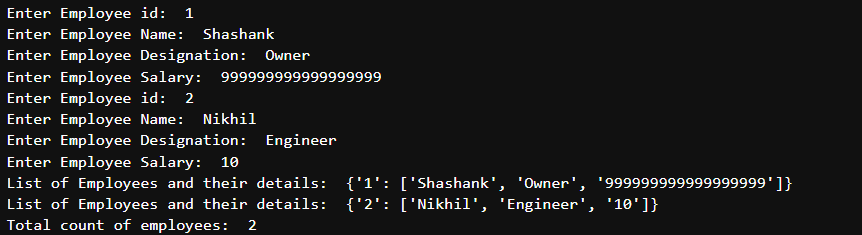 Enter Employee id:  1
Enter Employee Name:  Shashank
Enter Employee Designation:  Owner
Enter Employee Salary:  999999999999999999
Enter Employee id:  2
Enter Employee Name:  Nikhil
Enter Employee Designation:  Engineer
Enter Employee Salary:  10
List of Employees and their details:  {'1': ['Shashank', 'Owner', '999999999999999999']}
List of Employees and their details:  {'2': ['Nikhil', 'Engineer', '10']}
Total count of employees:  2